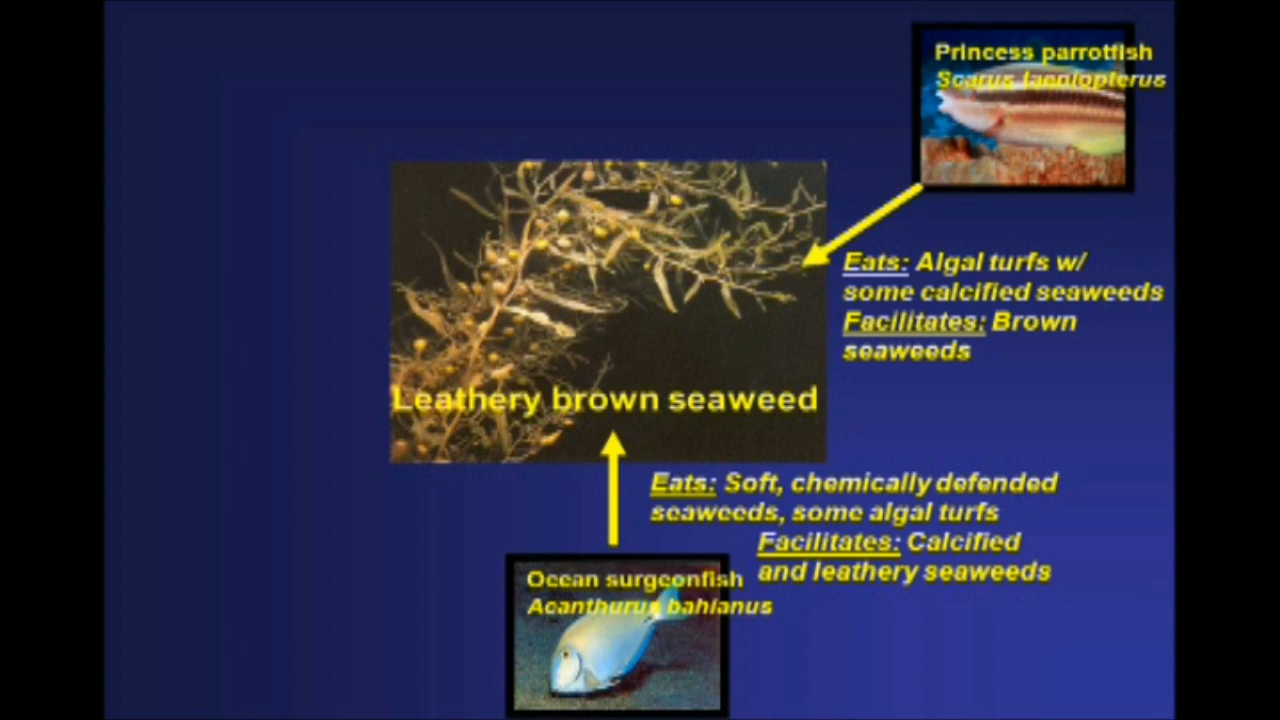 Princess parrotfish
Scarus taeniopterus
Eats: Algal turfs w/
some calcified seaweeds
Facilitates: Brown
seaweeds
Leathery brown seaweed
Eats: Soft, chemically defended
seaweeds, some algal turfs
Facilitates: Calcified
and leathery seaweeds
Ocean surgeonfish
Acanthurus bahianus